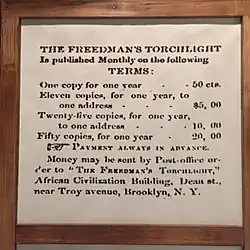 THE FREEDMAN'S TORCHLIGHT
Is published Monthly on the following
TERMS:
One copy for one year - - - 50 cts.
Eleven copies, for one year, to
one address - - - $5, 00
Twenty-five copies, for one year,
to one address - - - 10, 00
Fifty copies, for one year - 20, 00
☞ PAYMENT ALWAYS IN ADVANCE.
Money may be sent by Post-office or-
der to "THE FREEDMAN'S TORCHLIGHT,"
African Civilization Building, Dean st.,
near Troy avenue, Brooklyn, N. Y.